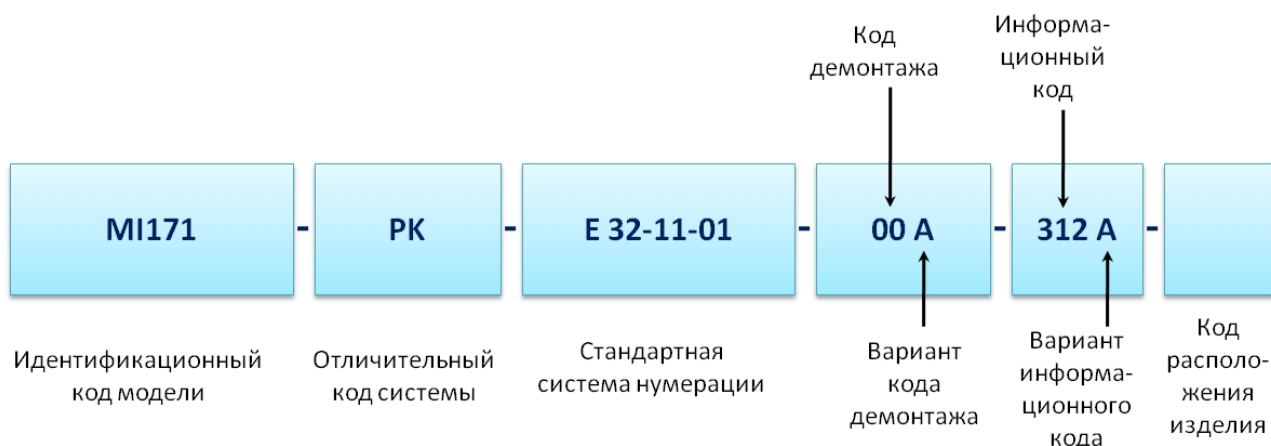 Код
демонтажа
Информа-
ционный
код
MI171 - PK - E 32-11-01 - 00 A - 312 A -
Идентификационный
код модели
Отличительный
код системы
Стандартная
система нумерации
Вариант
кода
демонтажа
Вариант
информа-
ционного
кода
Код
располо-
жения
изделия